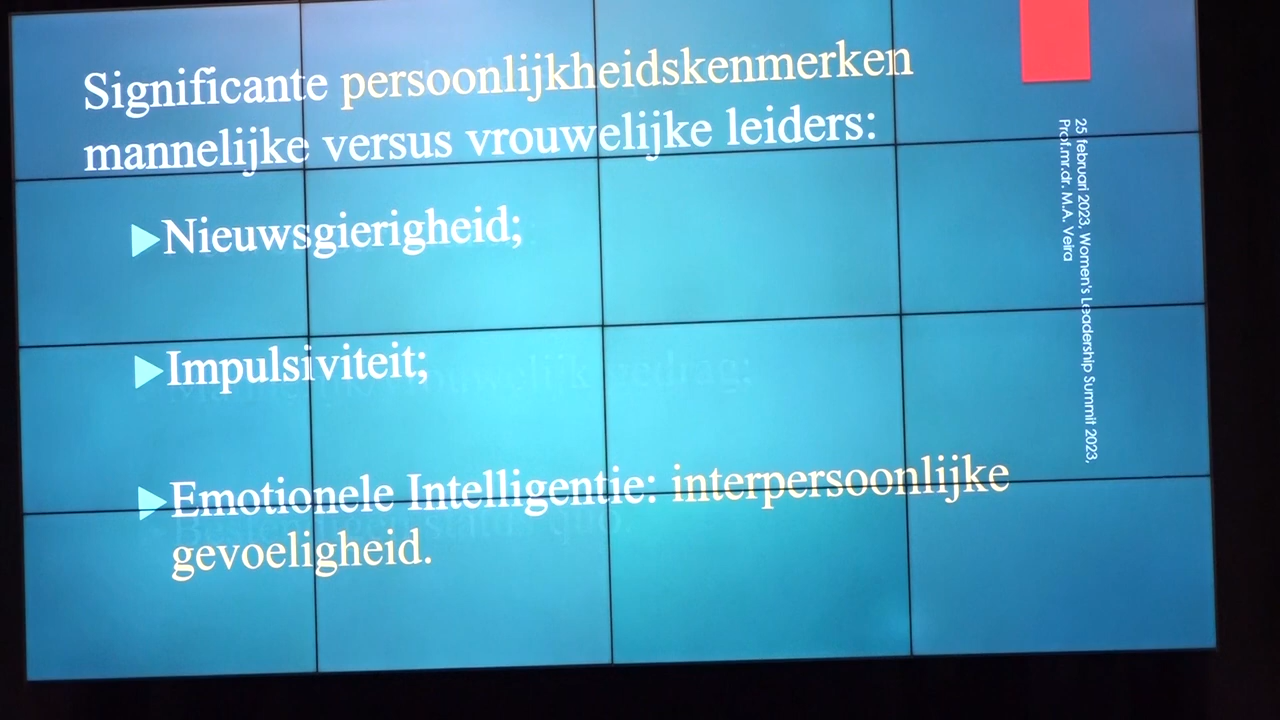 Significante persoonlijkheidskenmerken
mannelijke versus vrouwelijke leiders:
Nieuwsgierigheid;
Impulsiviteit;
Emotionele Intelligentie: interpersoonlijke
gevoeligheid.
25 februari 2023, Women's Leadership Summit 2023,
Prof.mr.dr. M.A. Veira